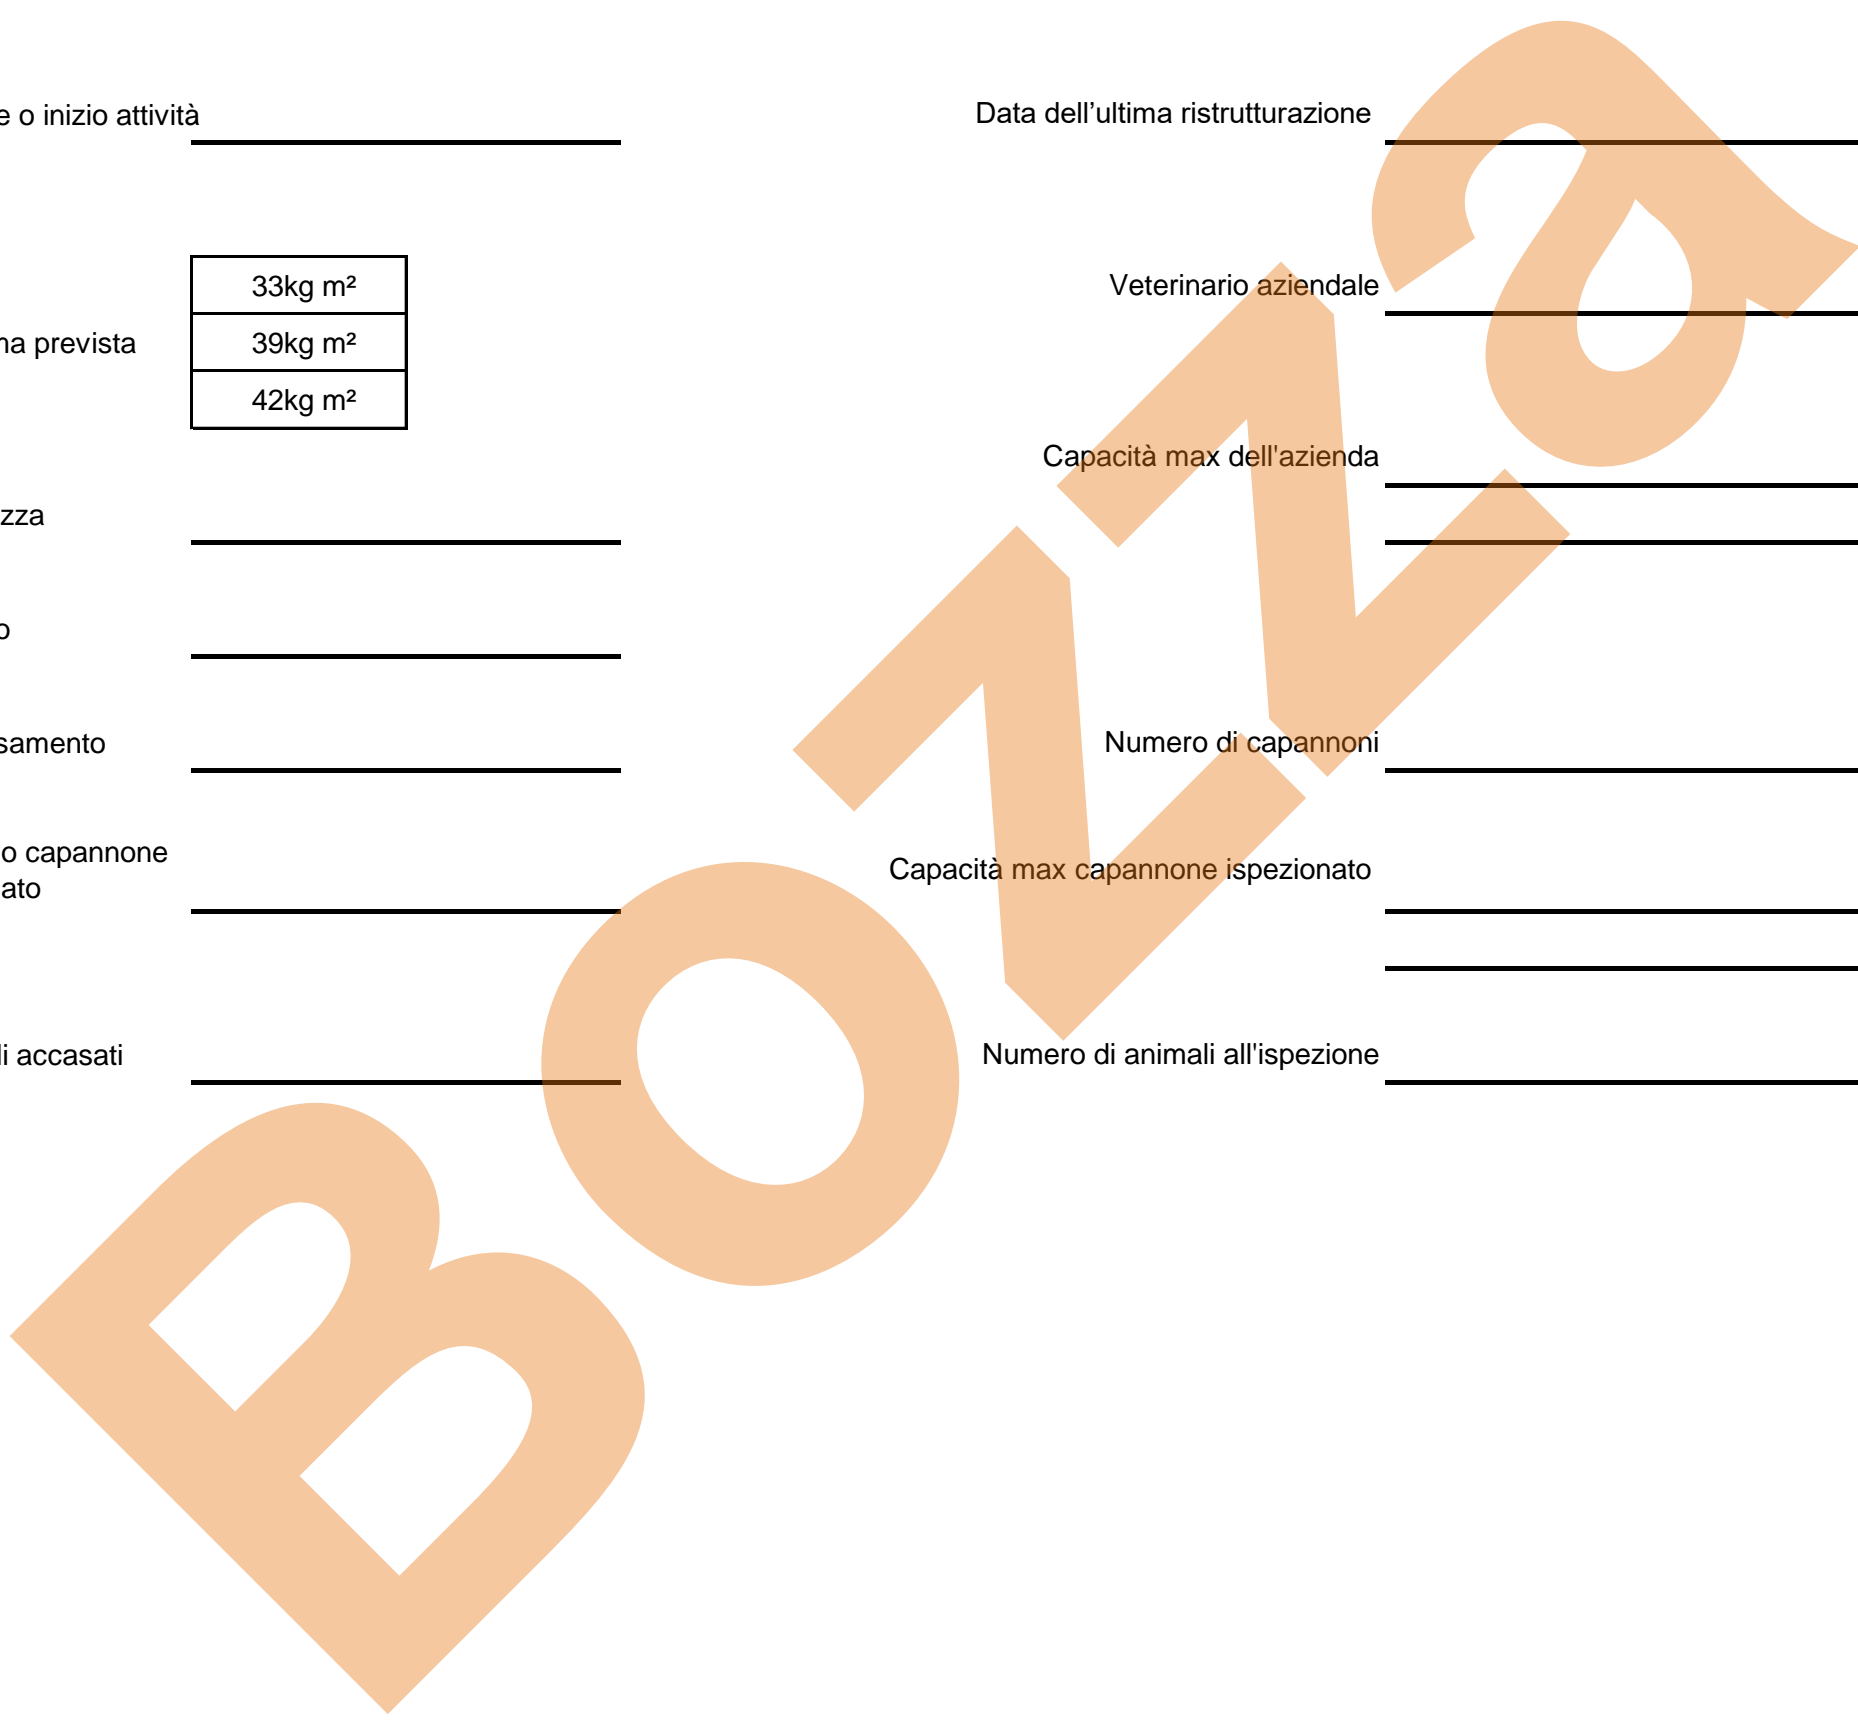 e o inizio attività
Data dell’ultima ristrutturazione
33kg m²
Veterinario aziendale
ma prevista
39kg m²
42kg m²
Capacità max dell'azienda
zza
o
samento
Numero di capannoni
o capannone
ato
Capacità max capannone ispezionato
li accasati
Numero di animali all'ispezione
Bozza